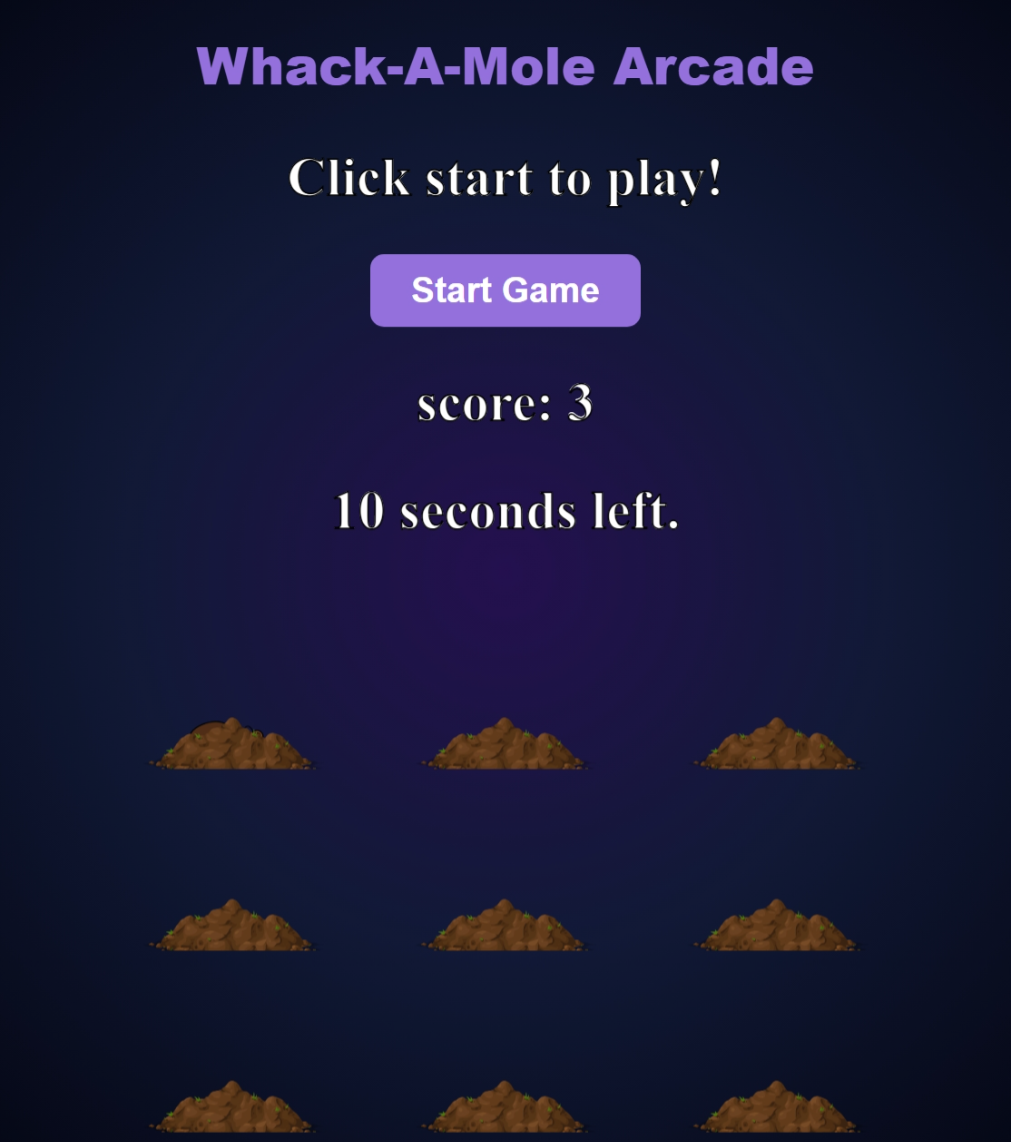 Whack-A-Mole Arcade
Click start to play!
Start Game
score: 3
10 seconds left.